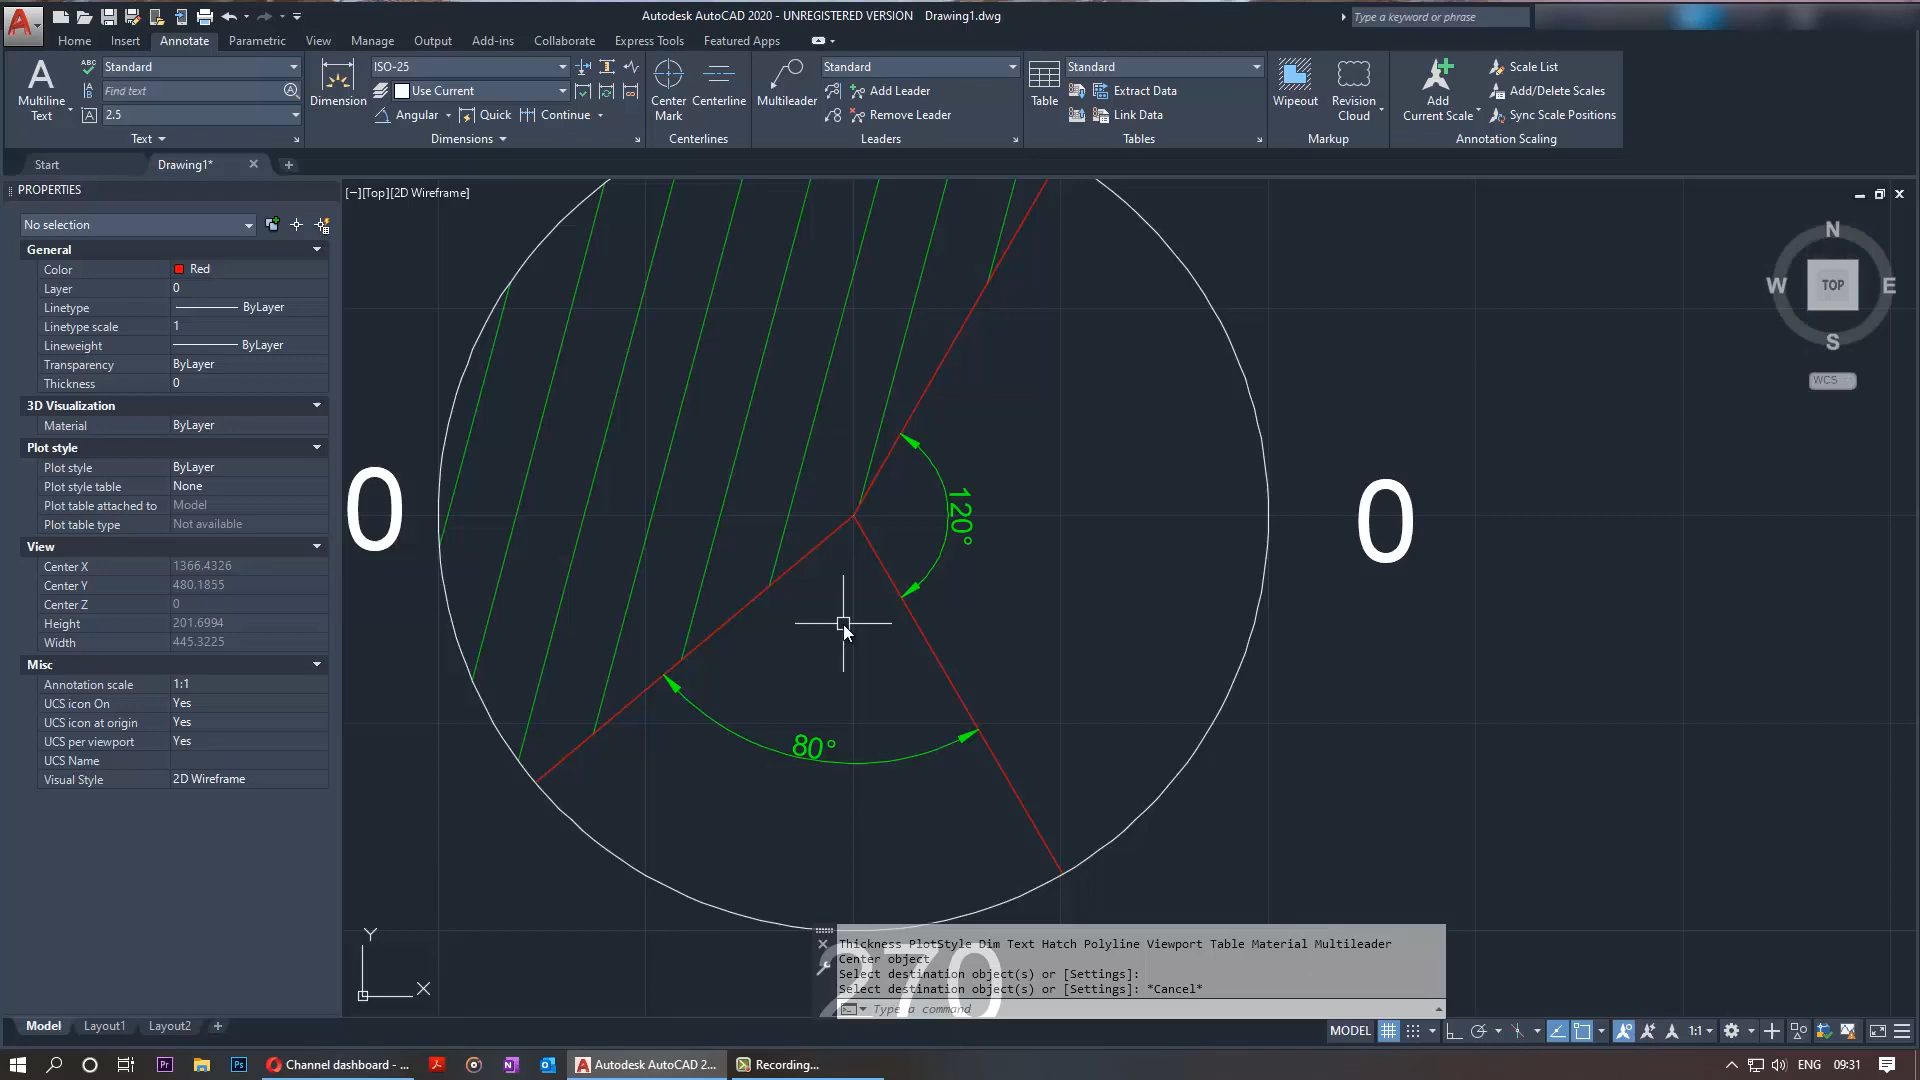 Autodesk AutoCAD 2020 - UNREGISTERED VERSION Drawing1.dwg
Type a keyword or phrase
Home Insert Annotate Parametric View Manage Output Add-ins Collaborate Express Tools Featured Apps
A Multiline Text
ABC Standard
Find text
2.5
Text
Dimension
ISO-25
Use Current
Angular Quick Continue
Dimensions
Center Mark
Centerline
Centerlines
Multileader
Standard
Add Leader
Remove Leader
Leaders
Table
Standard
Extract Data
Link Data
Tables
Wipeout
Revision Cloud
Markup
Add Current Scale
Scale List
Add/Delete Scales
Sync Scale Positions
Annotation Scaling
Start
Drawing1*
PROPERTIES
No selection
General
Color Red
Layer 0
Linetype ByLayer
Linetype scale 1
Lineweight ByLayer
Transparency ByLayer
Thickness 0
3D Visualization
Material ByLayer
Plot style
Plot style ByLayer
Plot style table None
Plot table attached to Model
Plot table type Not available
View
Center X 1366.4326
Center Y 480.1855
Center Z 0
Height 201.6994
Width 445.3225
Misc
Annotation scale 1:1
UCS icon On Yes
UCS icon at origin Yes
UCS per viewport Yes
UCS Name
Visual Style 2D Wireframe
[−][Top][2D Wireframe]
N
W TOP E
S
WCS
0
120°
0
80°
270
Y
X
Thickness PlotStyle Dim Text Hatch Polyline Viewport Table Material Multileader
Center object
Select destination object(s) or [Settings]:
Select destination object(s) or [Settings]: *Cancel*
Type a command
Model Layout1 Layout2 +
MODEL 1:1
Channel dashboard - ...
Autodesk AutoCAD 2...
Recording...
ENG 09:31